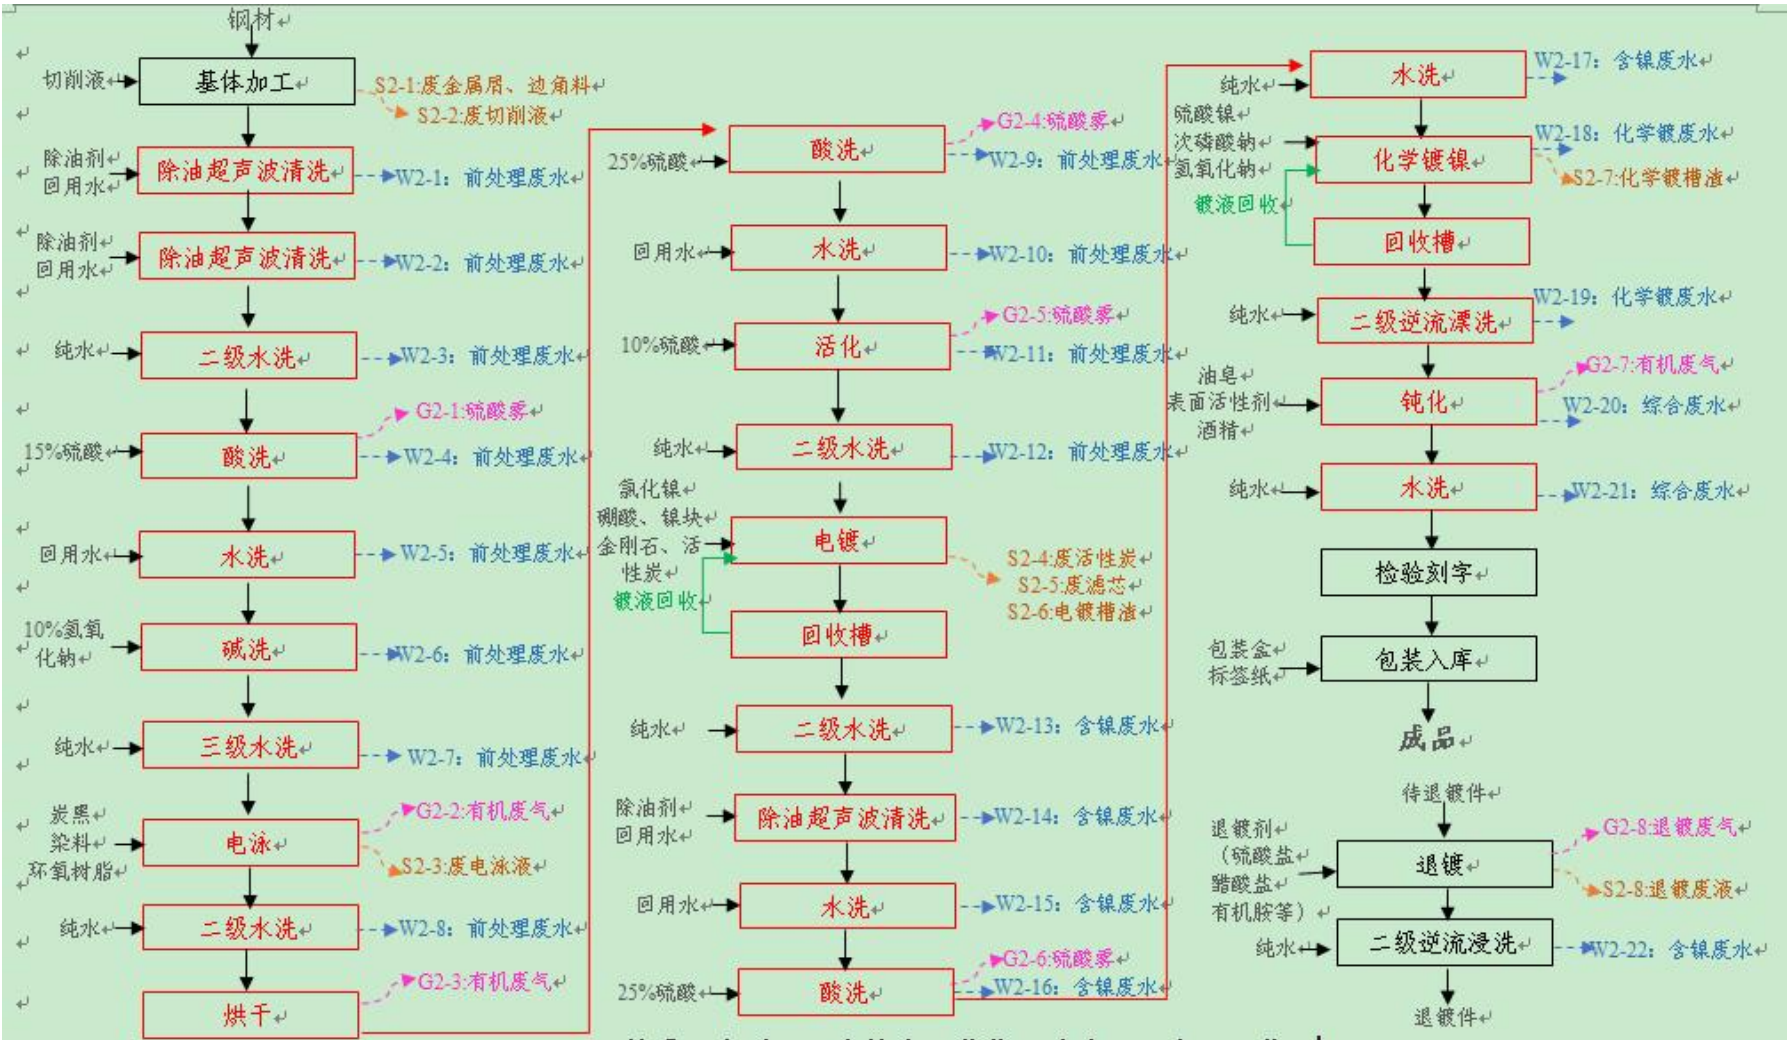 钢材
切削液
基体加工
S2-1:废金属屑、边角料
S2-2:废切削液
除油剂
回用水
除油超声波清洗
W2-1：前处理废水
除油剂
回用水
除油超声波清洗
W2-2：前处理废水
纯水
二级水洗
W2-3：前处理废水
G2-1:硫酸雾
15%硫酸
酸洗
W2-4：前处理废水
回用水
水洗
W2-5：前处理废水
10%氢氧
化钠
碱洗
W2-6：前处理废水
纯水
三级水洗
W2-7：前处理废水
炭黑
染料
环氧树脂
电泳
G2-2:有机废气
S2-3:废电泳液
纯水
二级水洗
W2-8：前处理废水
G2-3:有机废气
烘干
25%硫酸
酸洗
G2-4:硫酸雾
W2-9：前处理废水
回用水
水洗
W2-10：前处理废水
G2-5:硫酸雾
10%硫酸
活化
W2-11：前处理废水
纯水
二级水洗
W2-12：前处理废水
氯化镍
硼酸、镍块
金刚石、活
性炭
镀液回收
电镀
S2-4:废活性炭
S2-5:废滤芯
S2-6:电镀槽渣
回收槽
纯水
二级水洗
W2-13：含镍废水
除油剂
回用水
除油超声波清洗
W2-14：含镍废水
回用水
水洗
W2-15：含镍废水
G2-6:硫酸雾
25%硫酸
酸洗
W2-16：含镍废水
纯水
水洗
W2-17：含镍废水
硫酸镍
次磷酸钠
氢氧化钠
镀液回收
化学镀镍
W2-18：化学镀废水
S2-7:化学镀槽渣
回收槽
纯水
二级逆流漂洗
W2-19：化学镀废水
油皂
表面活性剂
酒精
钝化
G2-7:有机废气
W2-20：综合废水
纯水
水洗
W2-21：综合废水
检验刻字
包装盒
标签纸
包装入库
成品
待退镀件
退镀剂
（硫酸盐
醋酸盐
有机胺等）
退镀
G2-8:退镀废气
S2-8:退镀废液
纯水
二级逆流浸洗
W2-22：含镍废水
退镀件